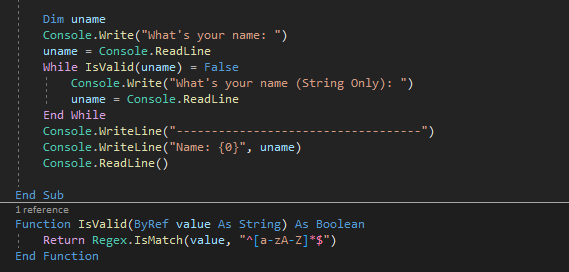 Dim uname
Console.Write("What's your name: ")
uname = Console.ReadLine
While IsValid(uname) = False
Console.Write("What's your name (String Only): ")
uname = Console.ReadLine
End While
Console.WriteLine("-----------------------------------")
Console.WriteLine("Name: {0}", uname)
Console.ReadLine()
End Sub
1 reference
Function IsValid(ByRef value As String) As Boolean
Return Regex.IsMatch(value, "^[a-zA-Z]*$")
End Function